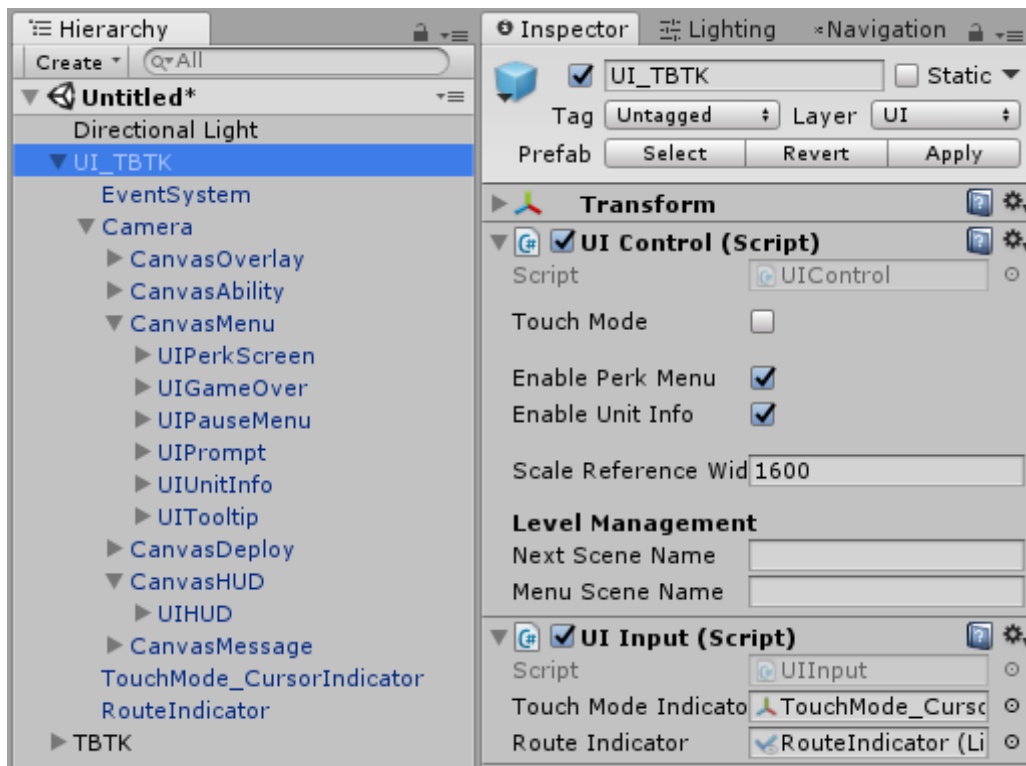 Hierarchy
Create
All
Untitled*
Directional Light
UI_TBTK
EventSystem
Camera
CanvasOverlay
CanvasAbility
CanvasMenu
UIPerkScreen
UIGameOver
UIPauseMenu
UIPrompt
UIUnitInfo
UITooltip
CanvasDeploy
CanvasHUD
UIHUD
CanvasMessage
TouchMode_CursorIndicator
RouteIndicator
TBTK
Inspector Lighting Navigation
UI_TBTK Static
Tag Untagged Layer UI
Prefab Select Revert Apply
Transform
UI Control (Script)
Script UIControl
Touch Mode
Enable Perk Menu
Enable Unit Info
Scale Reference Wid 1600
Level Management
Next Scene Name
Menu Scene Name
UI Input (Script)
Script UIInput
Touch Mode Indicato TouchMode_Curso
Route Indicator RouteIndicator (Li